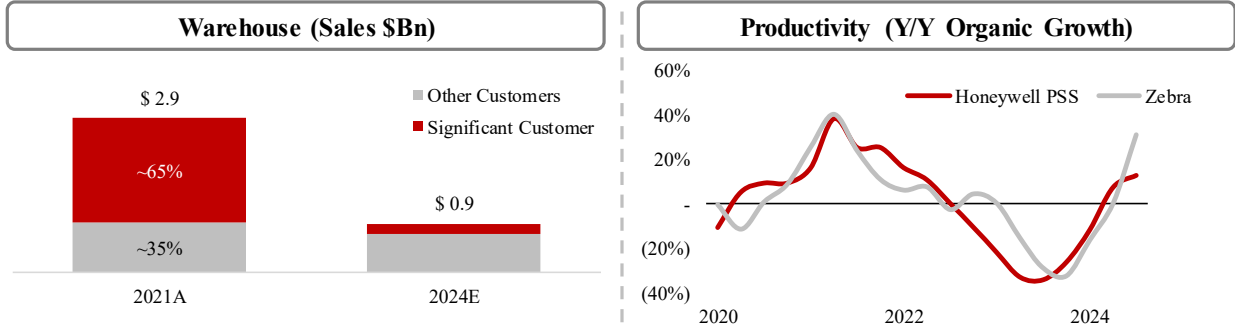 Warehouse (Sales $Bn)
$ 2.9
Other Customers
Significant Customer
~65%
$ 0.9
~35%
2021A
2024E
Productivity (Y/Y Organic Growth)
60%
Honeywell PSS
Zebra
40%
20%
-
(20%)
(40%)
2020
2022
2024